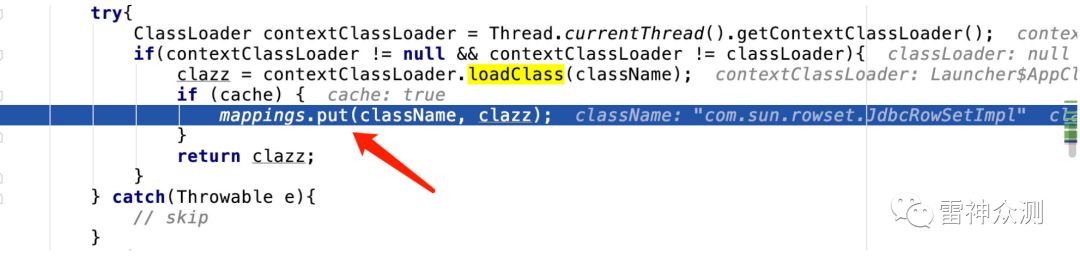 try{
ClassLoader contextClassLoader = Thread.currentThread().getContextClassLoader();
if(contextClassLoader != null && contextClassLoader != classLoader){ classLoader: null
clazz = contextClassLoader.loadClass(className); contextClassLoader: Launcher$AppCl
if (cache) { cache: true
mappings.put(className, clazz); className: "com.sun.rowset.JdbcRowSetImpl"
}
return clazz;
}
} catch(Throwable e){
// skip
}
雷神众测